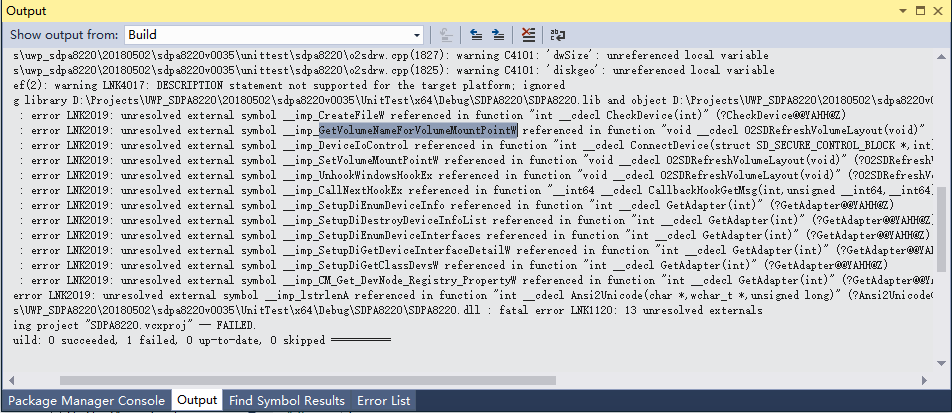 Output
Show output from: Build
s\uwp_sdpa8220\20180502\sdpa8220v0035\unittest\sdpa8220\o2sdrw.cpp(1827): warning C4101: 'dwSize': unreferenced local variable
s\uwp_sdpa8220\20180502\sdpa8220v0035\unittest\sdpa8220\o2sdrw.cpp(1825): warning C4101: 'diskgeo': unreferenced local variable
ef(2): warning LNK4017: DESCRIPTION statement not supported for the target platform; ignored
g library D:\Projects\UWP_SDPA8220\20180502\sdpa8220v0035\UnitTest\x64\Debug\SDPA8220\SDPA8220.lib and object D:\Projects\UWP_SDPA8220\20180502\sdpa8220v0
: error LNK2019: unresolved external symbol __imp_CreateFileW referenced in function "int __cdecl CheckDevice(int)" (?CheckDevice@@YAHH@Z)
: error LNK2019: unresolved external symbol __imp_GetVolumeNameForVolumeMountPointW referenced in function "void __cdecl O2SDRefreshVolumeLayout(void)"
: error LNK2019: unresolved external symbol __imp_DeviceIoControl referenced in function "int __cdecl ConnectDevice(struct SD_SECURE_CONTROL_BLOCK *,int
: error LNK2019: unresolved external symbol __imp_SetVolumeMountPointW referenced in function "void __cdecl O2SDRefreshVolumeLayout(void)" (?O2SDRefreshV
: error LNK2019: unresolved external symbol __imp_UnhookWindowsHookEx referenced in function "void __cdecl O2SDRefreshVolumeLayout(void)" (?O2SDRefreshVo
: error LNK2019: unresolved external symbol __imp_CallNextHookEx referenced in function "__int64 __cdecl CallbackHookGetMsg(int,unsigned __int64,__int64)
: error LNK2019: unresolved external symbol __imp_SetupDiEnumDeviceInfo referenced in function "int __cdecl GetAdapter(int)" (?GetAdapter@@YAHH@Z)
: error LNK2019: unresolved external symbol __imp_SetupDiDestroyDeviceInfoList referenced in function "int __cdecl GetAdapter(int)" (?GetAdapter@@YAHH@Z)
: error LNK2019: unresolved external symbol __imp_SetupDiEnumDeviceInterfaces referenced in function "int __cdecl GetAdapter(int)" (?GetAdapter@@YAHH@Z)
: error LNK2019: unresolved external symbol __imp_SetupDiGetDeviceInterfaceDetailW referenced in function "int __cdecl GetAdapter(int)" (?GetAdapter@@YAH
: error LNK2019: unresolved external symbol __imp_SetupDiGetClassDevsW referenced in function "int __cdecl GetAdapter(int)" (?GetAdapter@@YAHH@Z)
: error LNK2019: unresolved external symbol __imp_CM_Get_DevNode_Registry_PropertyW referenced in function "int __cdecl GetAdapter(int)" (?GetAdapter@@YA
error LNK2019: unresolved external symbol __imp_lstrlenA referenced in function "int __cdecl Ansi2Unicode(char *,wchar_t *,unsigned long)" (?Ansi2Unicode@
s\UWP_SDPA8220\20180502\sdpa8220v0035\UnitTest\x64\Debug\SDPA8220\SDPA8220.dll : fatal error LNK1120: 13 unresolved externals
ing project "SDPA8220.vcxproj" -- FAILED.
uild: 0 succeeded, 1 failed, 0 up-to-date, 0 skipped ==========
Package Manager Console Output Find Symbol Results Error List